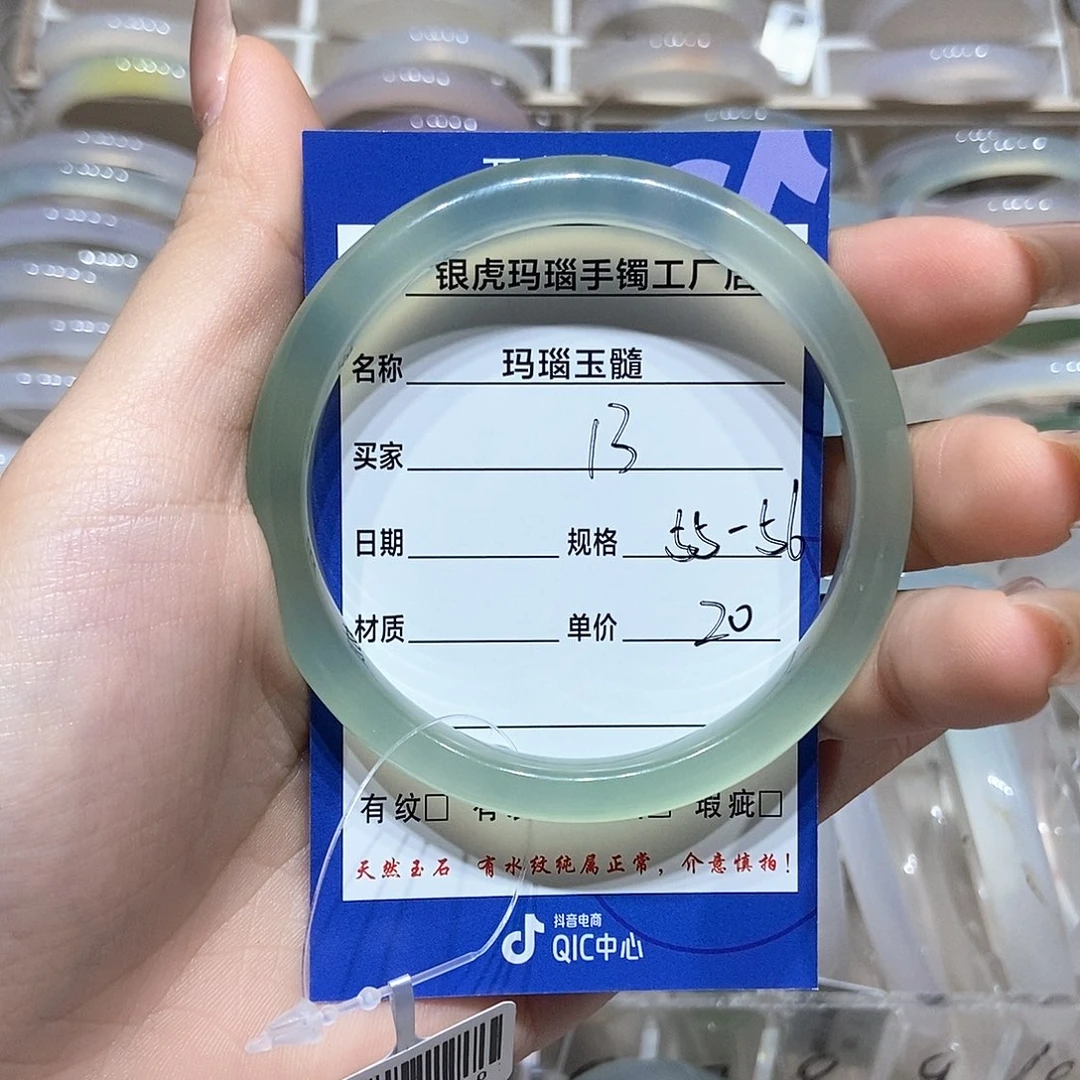 银虎玛瑙手镯工厂店
名称 玛瑙玉髓
买家 13
日期 规格 55-56
材质 单价 20
有纹□ 瑕疵□
天然玉石 有水纹纯属正常，介意慎拍！
抖音电商
QIC中心